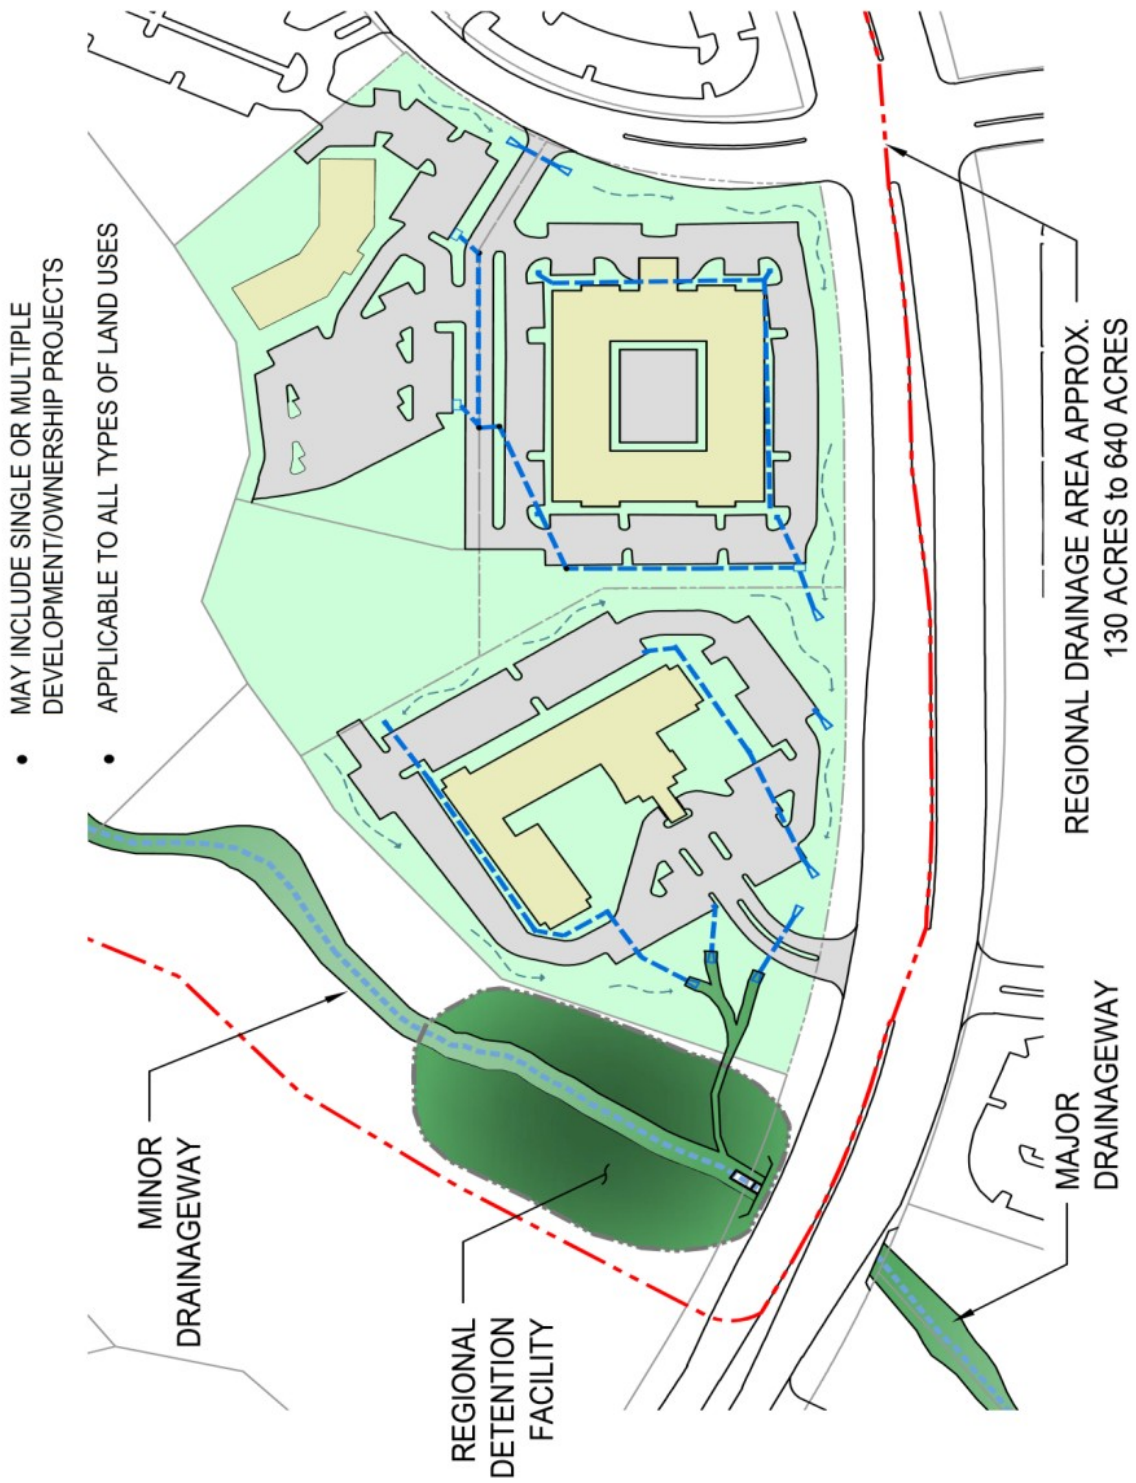 • MAY INCLUDE SINGLE OR MULTIPLE
DEVELOPMENT/OWNERSHIP PROJECTS
• APPLICABLE TO ALL TYPES OF LAND USES
MINOR
DRAINAGEWAY
REGIONAL
DETENTION
FACILITY
REGIONAL DRAINAGE AREA APPROX.
130 ACRES to 640 ACRES
MAJOR
DRAINAGEWAY